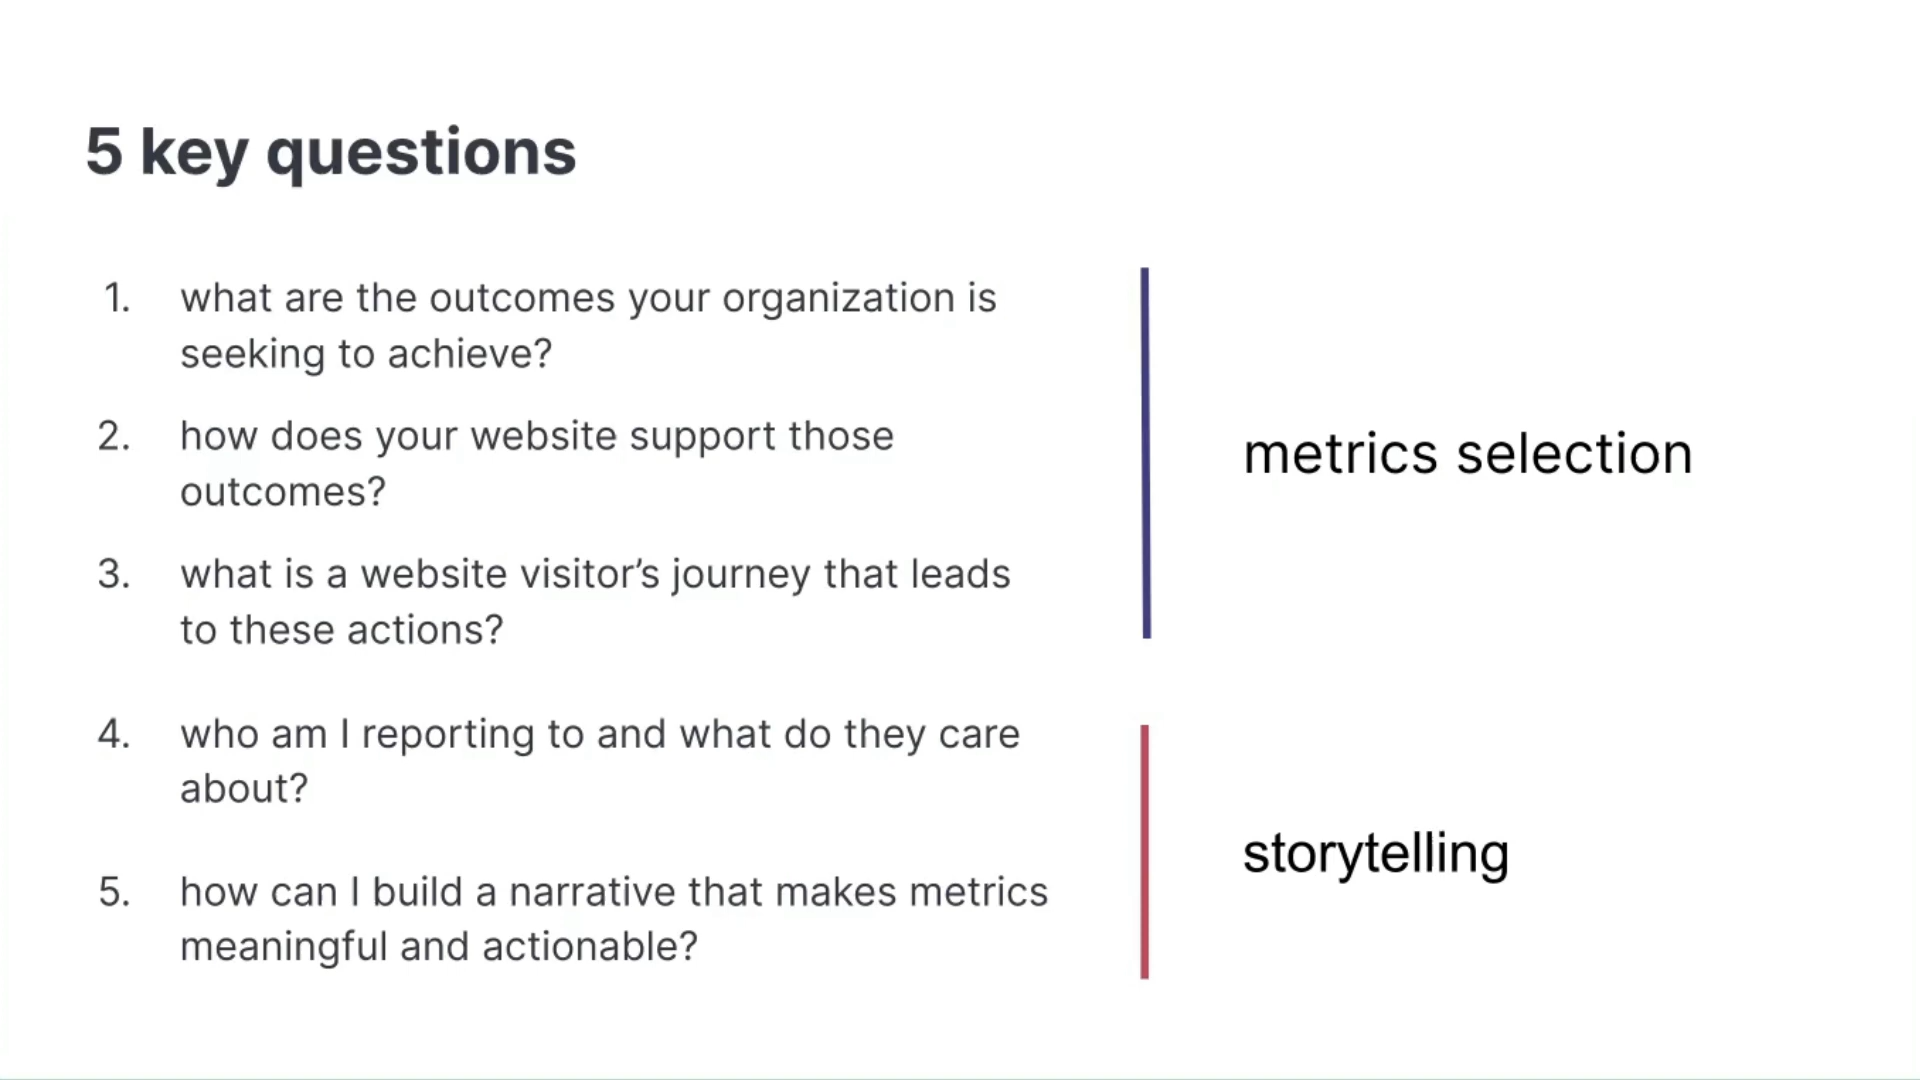 5 key questions
1. what are the outcomes your organization is
seeking to achieve?
2. how does your website support those
outcomes?
3. what is a website visitor’s journey that leads
to these actions?
metrics selection
4. who am I reporting to and what do they care
about?
5. how can I build a narrative that makes metrics
meaningful and actionable?
storytelling